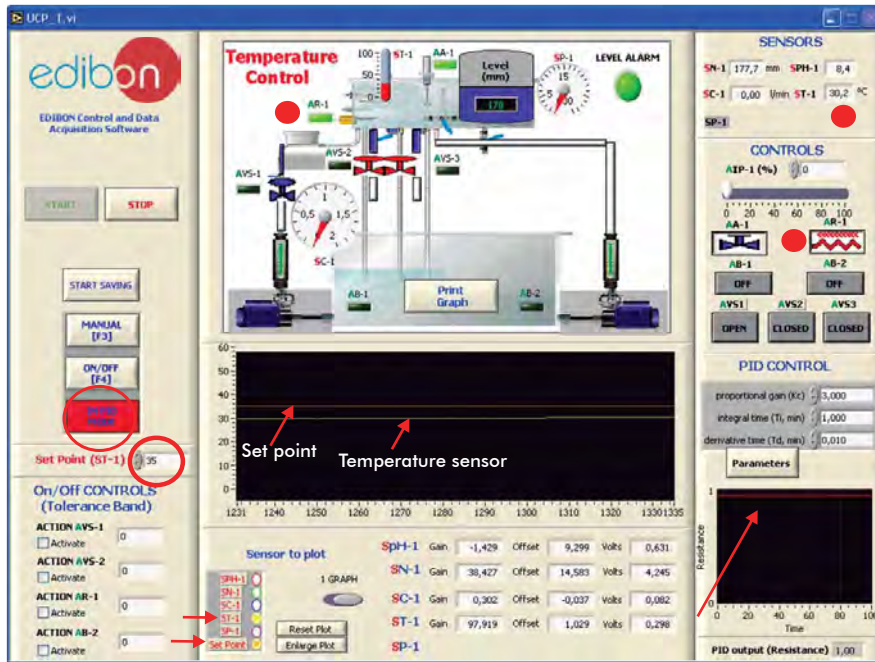 UCP_T.vi
edibon
EDIBON Control and Data
Acquisition Software
START
STOP
START SAVING
MANUAL
[F3]
ON/OFF
[F4]
Set Point (ST-1) 35
On/Off CONTROLS
(Tolerance Band)
ACTION AVS-1
Activate 0
ACTION AVS-2
Activate 0
ACTION AR-1
Activate 0
ACTION AB-2
Activate 0
Temperature
Control
100
50
0
ST-1
AA-1
Level
(mm)
178
SP-1
15
LEVEL ALARM
AR-1
AVS-2
AVS-1
AVS-3
0,5
1
1,5
2
SC-1
AB-1
Print
Graph
AB-2
60
50
40
30
20
10
0
Set point
Temperature sensor
1231 1240 1250 1260 1270 1280 1290 1300 1310 1320 13301335
Sensor to plot
SPH-1
SN-1
SC-1
ST-1
SP-1
Set Point
1 GRAPH
Reset Plot
Enlarge Plot
SpH-1 Gain -1,429 Offset 9,299 Volts 0,631
SN-1 Gain 38,427 Offset 14,583 Volts 4,245
SC-1 Gain 0,302 Offset -0,037 Volts 0,082
ST-1 Gain 97,919 Offset 1,029 Volts 0,298
SP-1
SENSORS
SN-1 177,7 mm SPH-1 8,4
SC-1 0,00 l/min ST-1 30,2 ºC
SP-1
CONTROLS
AIP-1 (%) 0
0 20 40 60 80 100
AA-1 AR-1
AB-1 AB-2
OFF OFF
AVS1 AVS2 AVS3
OPEN CLOSED CLOSED
PID CONTROL
proportional gain (Kc) 3,000
integral time (Ti, min) 1,000
derivative time (Td, min) 0,010
Parameters
1
Resistance
0
0 20 40 60 80 100
Time
PID output (Resistance) 1,00